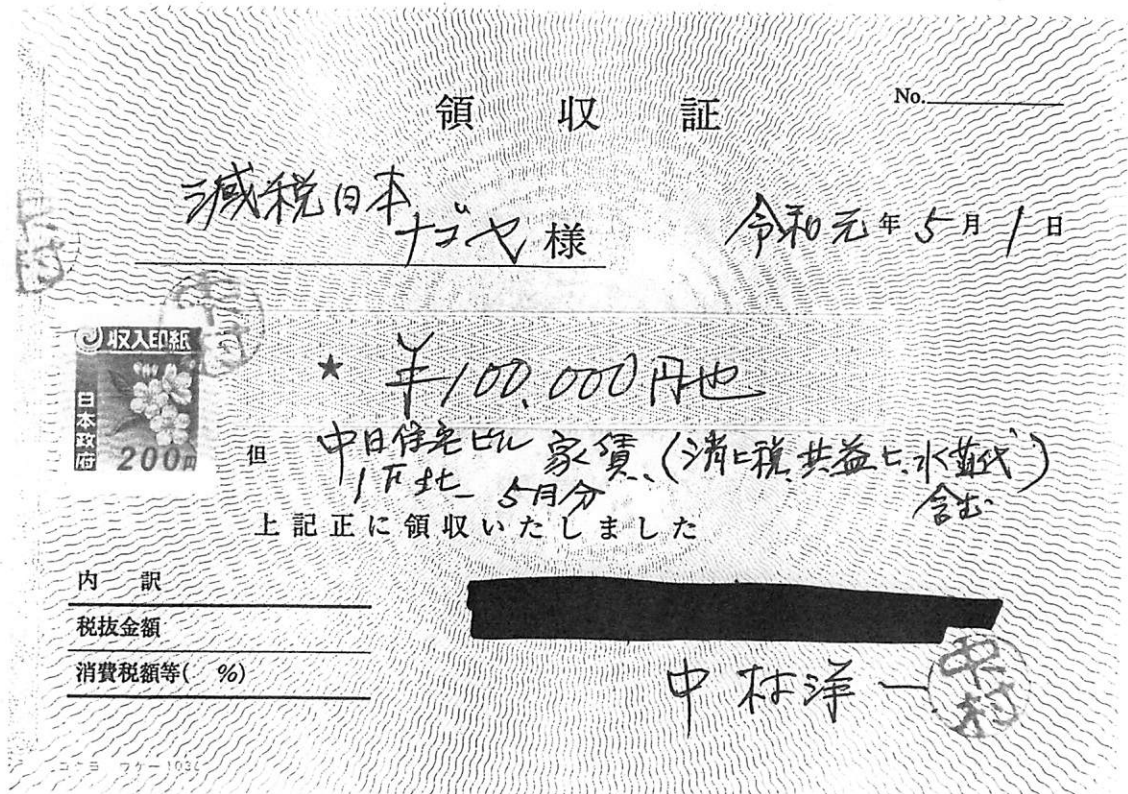 領収証
No.
減税日本
ナゴヤ 様
令和元年5月1日
収入印紙
日本政府
200円
中村
★ ¥100,000円也
但 中日住宅ビル 家賃、(消ヒ税、共益ヒ、水道代)
1F北 5月分 含む
上記正に領収いたしました
内訳
税抜金額
消費税額等( %)
中村洋一
中村